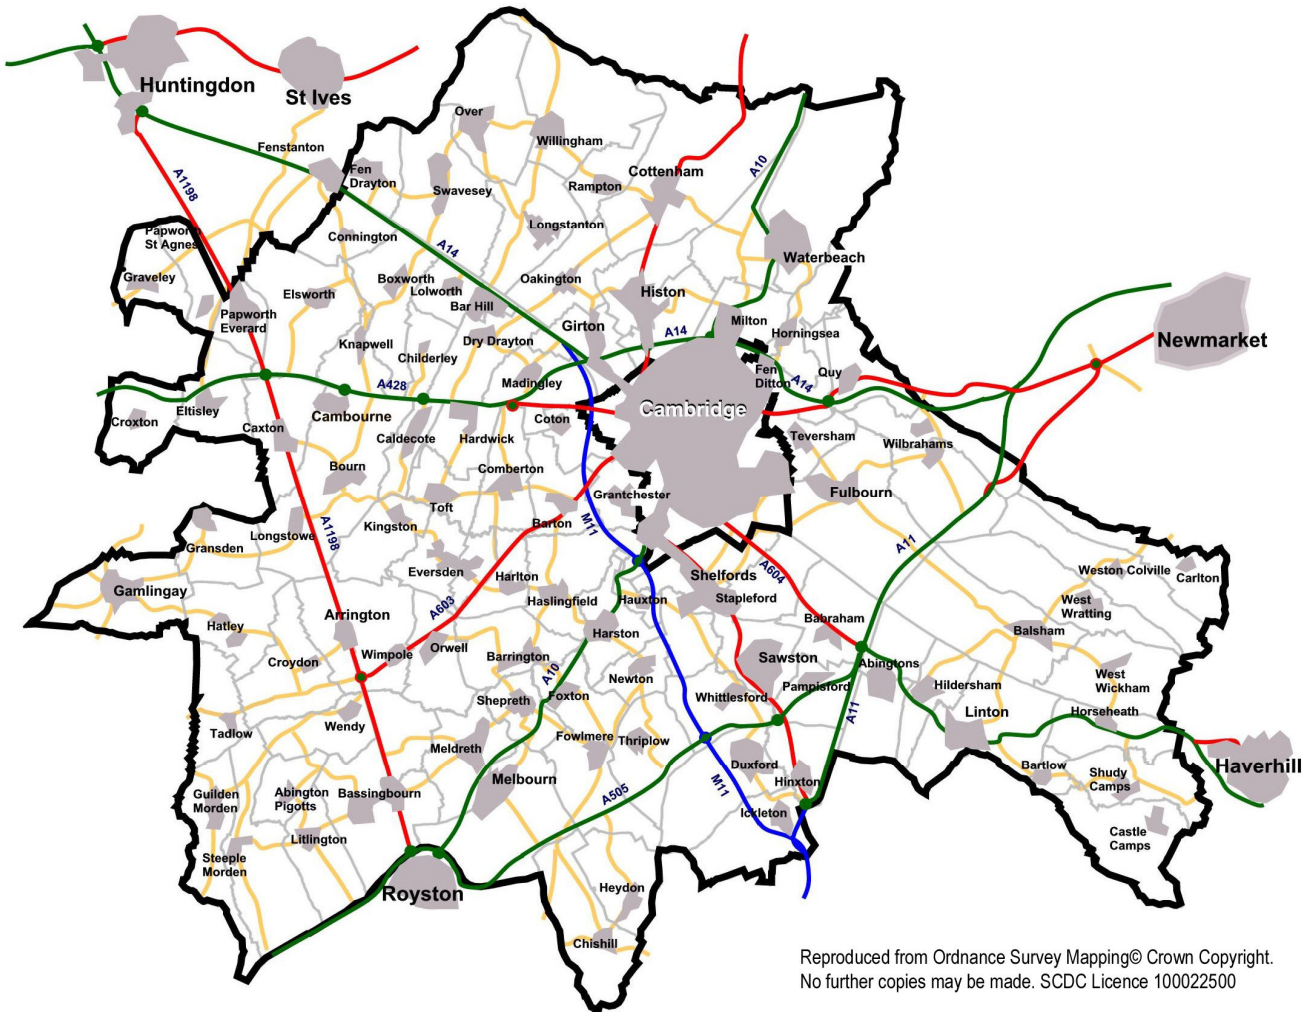 Huntingdon
St Ives
Over
Willingham
Fenstanton
Fen
Drayton
Swavesey
Rampton
Cottenham
A10
A1198
Papworth
St Agnes
Connington
Longstanton
A14
Waterbeach
Graveley
Elsworth
Boxworth
Lolworth
Bar Hill
Oakington
Histon
Papworth
Everard
Girton
A14
Milton
Horningsea
Newmarket
Knapwell
Childerley
Dry Drayton
Madingley
Fen
Ditton
A14
Quy
A428
Croxton
Eltisley
Cambourne
Caxton
Caldecote
Hardwick
Coton
Cambridge
Teversham
Wilbrahams
Bourn
Comberton
Grantchester
Fulbourn
Toft
Barton
M11
Kingston
Longstowe
A1198
Gransden
A11
Gamlingay
Eversden
Harlton
Shelfords
A604
Weston Colville
Carlton
Haslingfield
Hauxton
Stapleford
West
Wratting
A603
Arrington
Hatley
Harston
Babraham
Balsham
Croydon
Wimpole
Orwell
Barrington
Sawston
Abingtons
A10
Newton
Pampisford
Hildersham
West
Wickham
Shepreth
Foxton
Whittlesford
Linton
Horseheath
Tadlow
Wendy
A11
Meldreth
Fowlmere
Thriplow
Duxford
Bartlow
Haverhill
Melbourn
Hinxton
Shudy
Camps
Guilden
Morden
Abington
Pigotts
Bassingbourn
A505
M11
Ickleton
Litlington
Castle
Camps
Steeple
Morden
Royston
Heydon
Chishill
Reproduced from Ordnance Survey Mapping© Crown Copyright.
No further copies may be made. SCDC Licence 100022500